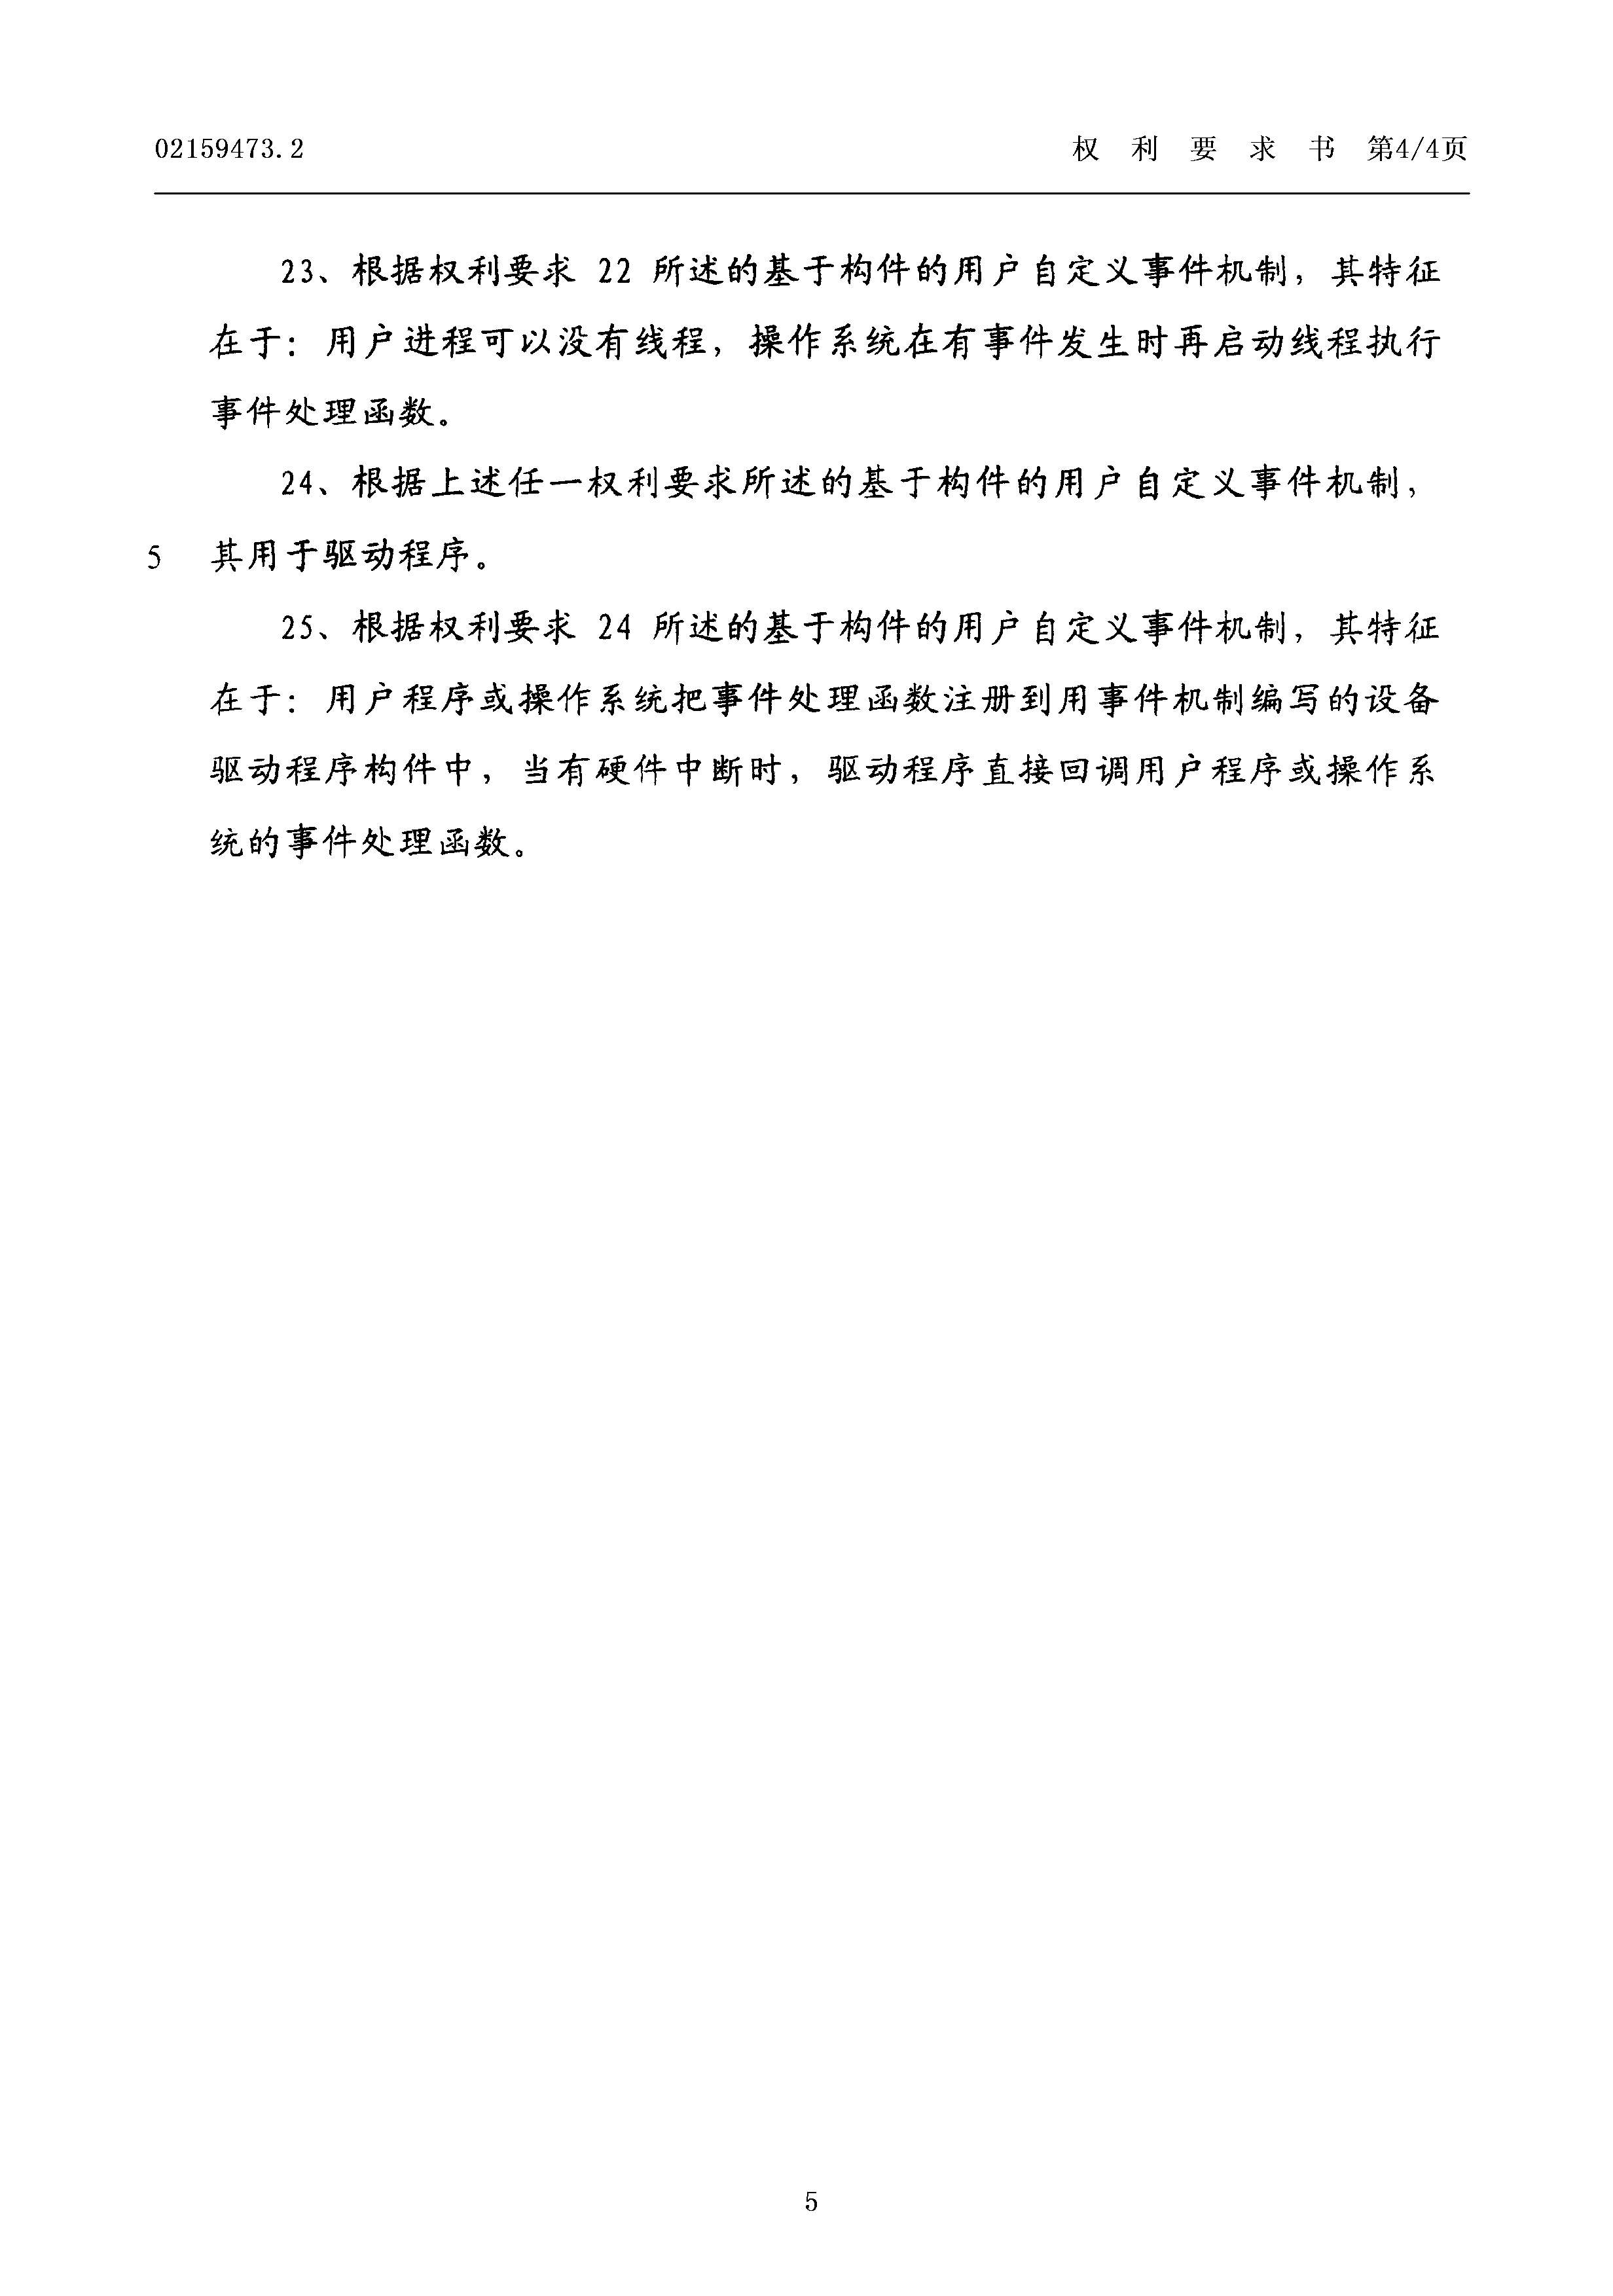 02159473.2 权利要求书 第4/4页
23、根据权利要求 22 所述的基于构件的用户自定义事件机制，其特征
在于：用户进程可以没有线程，操作系统在有事件发生时再启动线程执行
事件处理函数。
24、根据上述任一权利要求所述的基于构件的用户自定义事件机制，
5 其用于驱动程序。
25、根据权利要求 24 所述的基于构件的用户自定义事件机制，其特征
在于：用户程序或操作系统把事件处理函数注册到用事件机制编写的设备
驱动程序构件中，当有硬件中断时，驱动程序直接回调用户程序或操作系
统的事件处理函数。
5